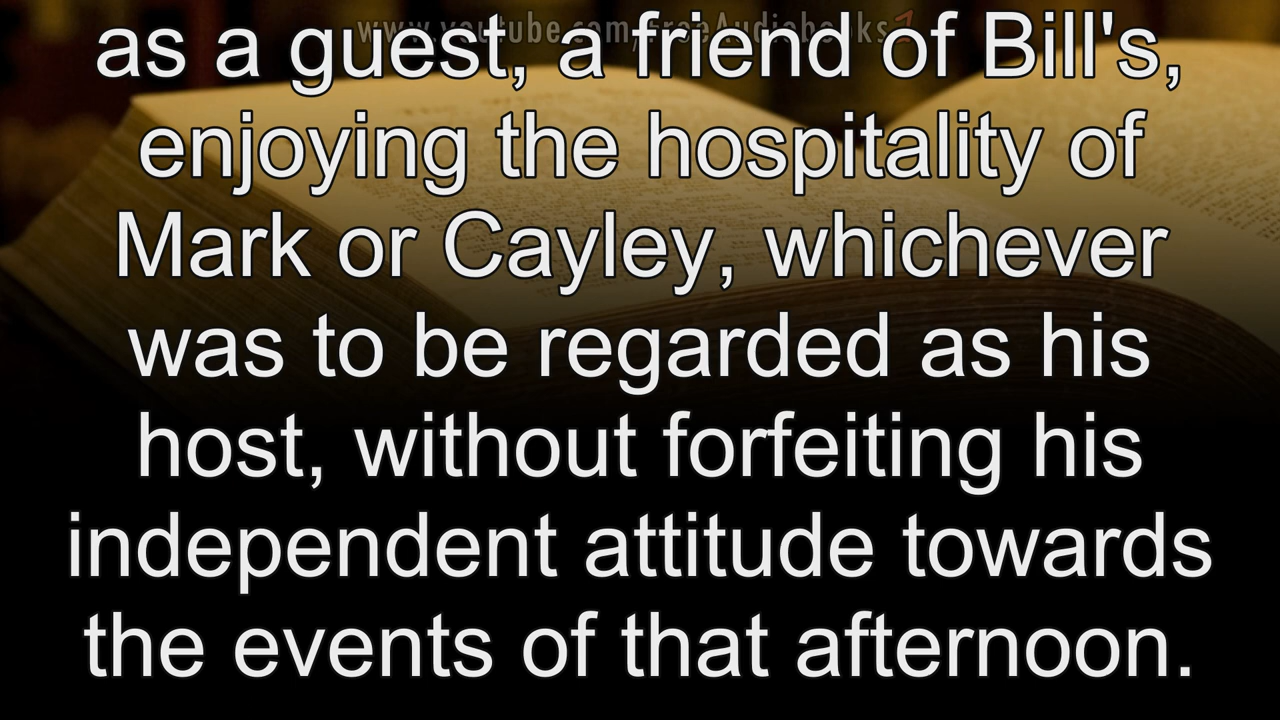 www.youtube.com/freeAudiobooks1
as a guest, a friend of Bill's,
enjoying the hospitality of
Mark or Cayley, whichever
was to be regarded as his
host, without forfeiting his
independent attitude towards
the events of that afternoon.